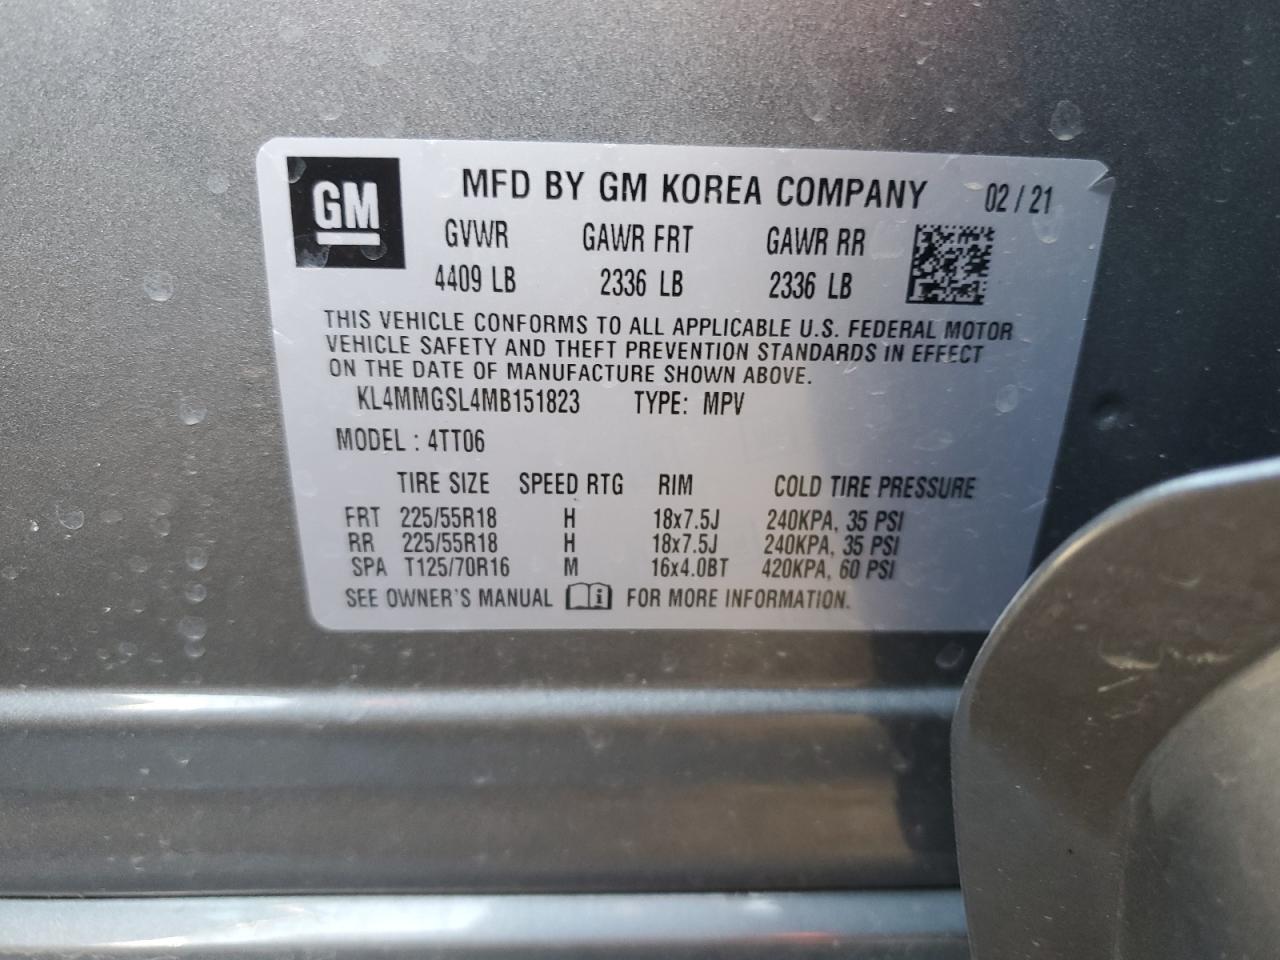 GM
MFD BY GM KOREA COMPANY 02 / 21
GVWR GAWR FRT GAWR RR
4409 LB 2336 LB 2336 LB
THIS VEHICLE CONFORMS TO ALL APPLICABLE U.S. FEDERAL MOTOR
VEHICLE SAFETY AND THEFT PREVENTION STANDARDS IN EFFECT
ON THE DATE OF MANUFACTURE SHOWN ABOVE.
KL4MMGSL4MB151823 TYPE: MPV
MODEL : 4TT06
TIRE SIZE SPEED RTG RIM COLD TIRE PRESSURE
FRT 225/55R18 H 18x7.5J 240KPA, 35 PSI
RR 225/55R18 H 18x7.5J 240KPA, 35 PSI
SPA T125/70R16 M 16x4.0BT 420KPA, 60 PSI
SEE OWNER'S MANUAL i FOR MORE INFORMATION.